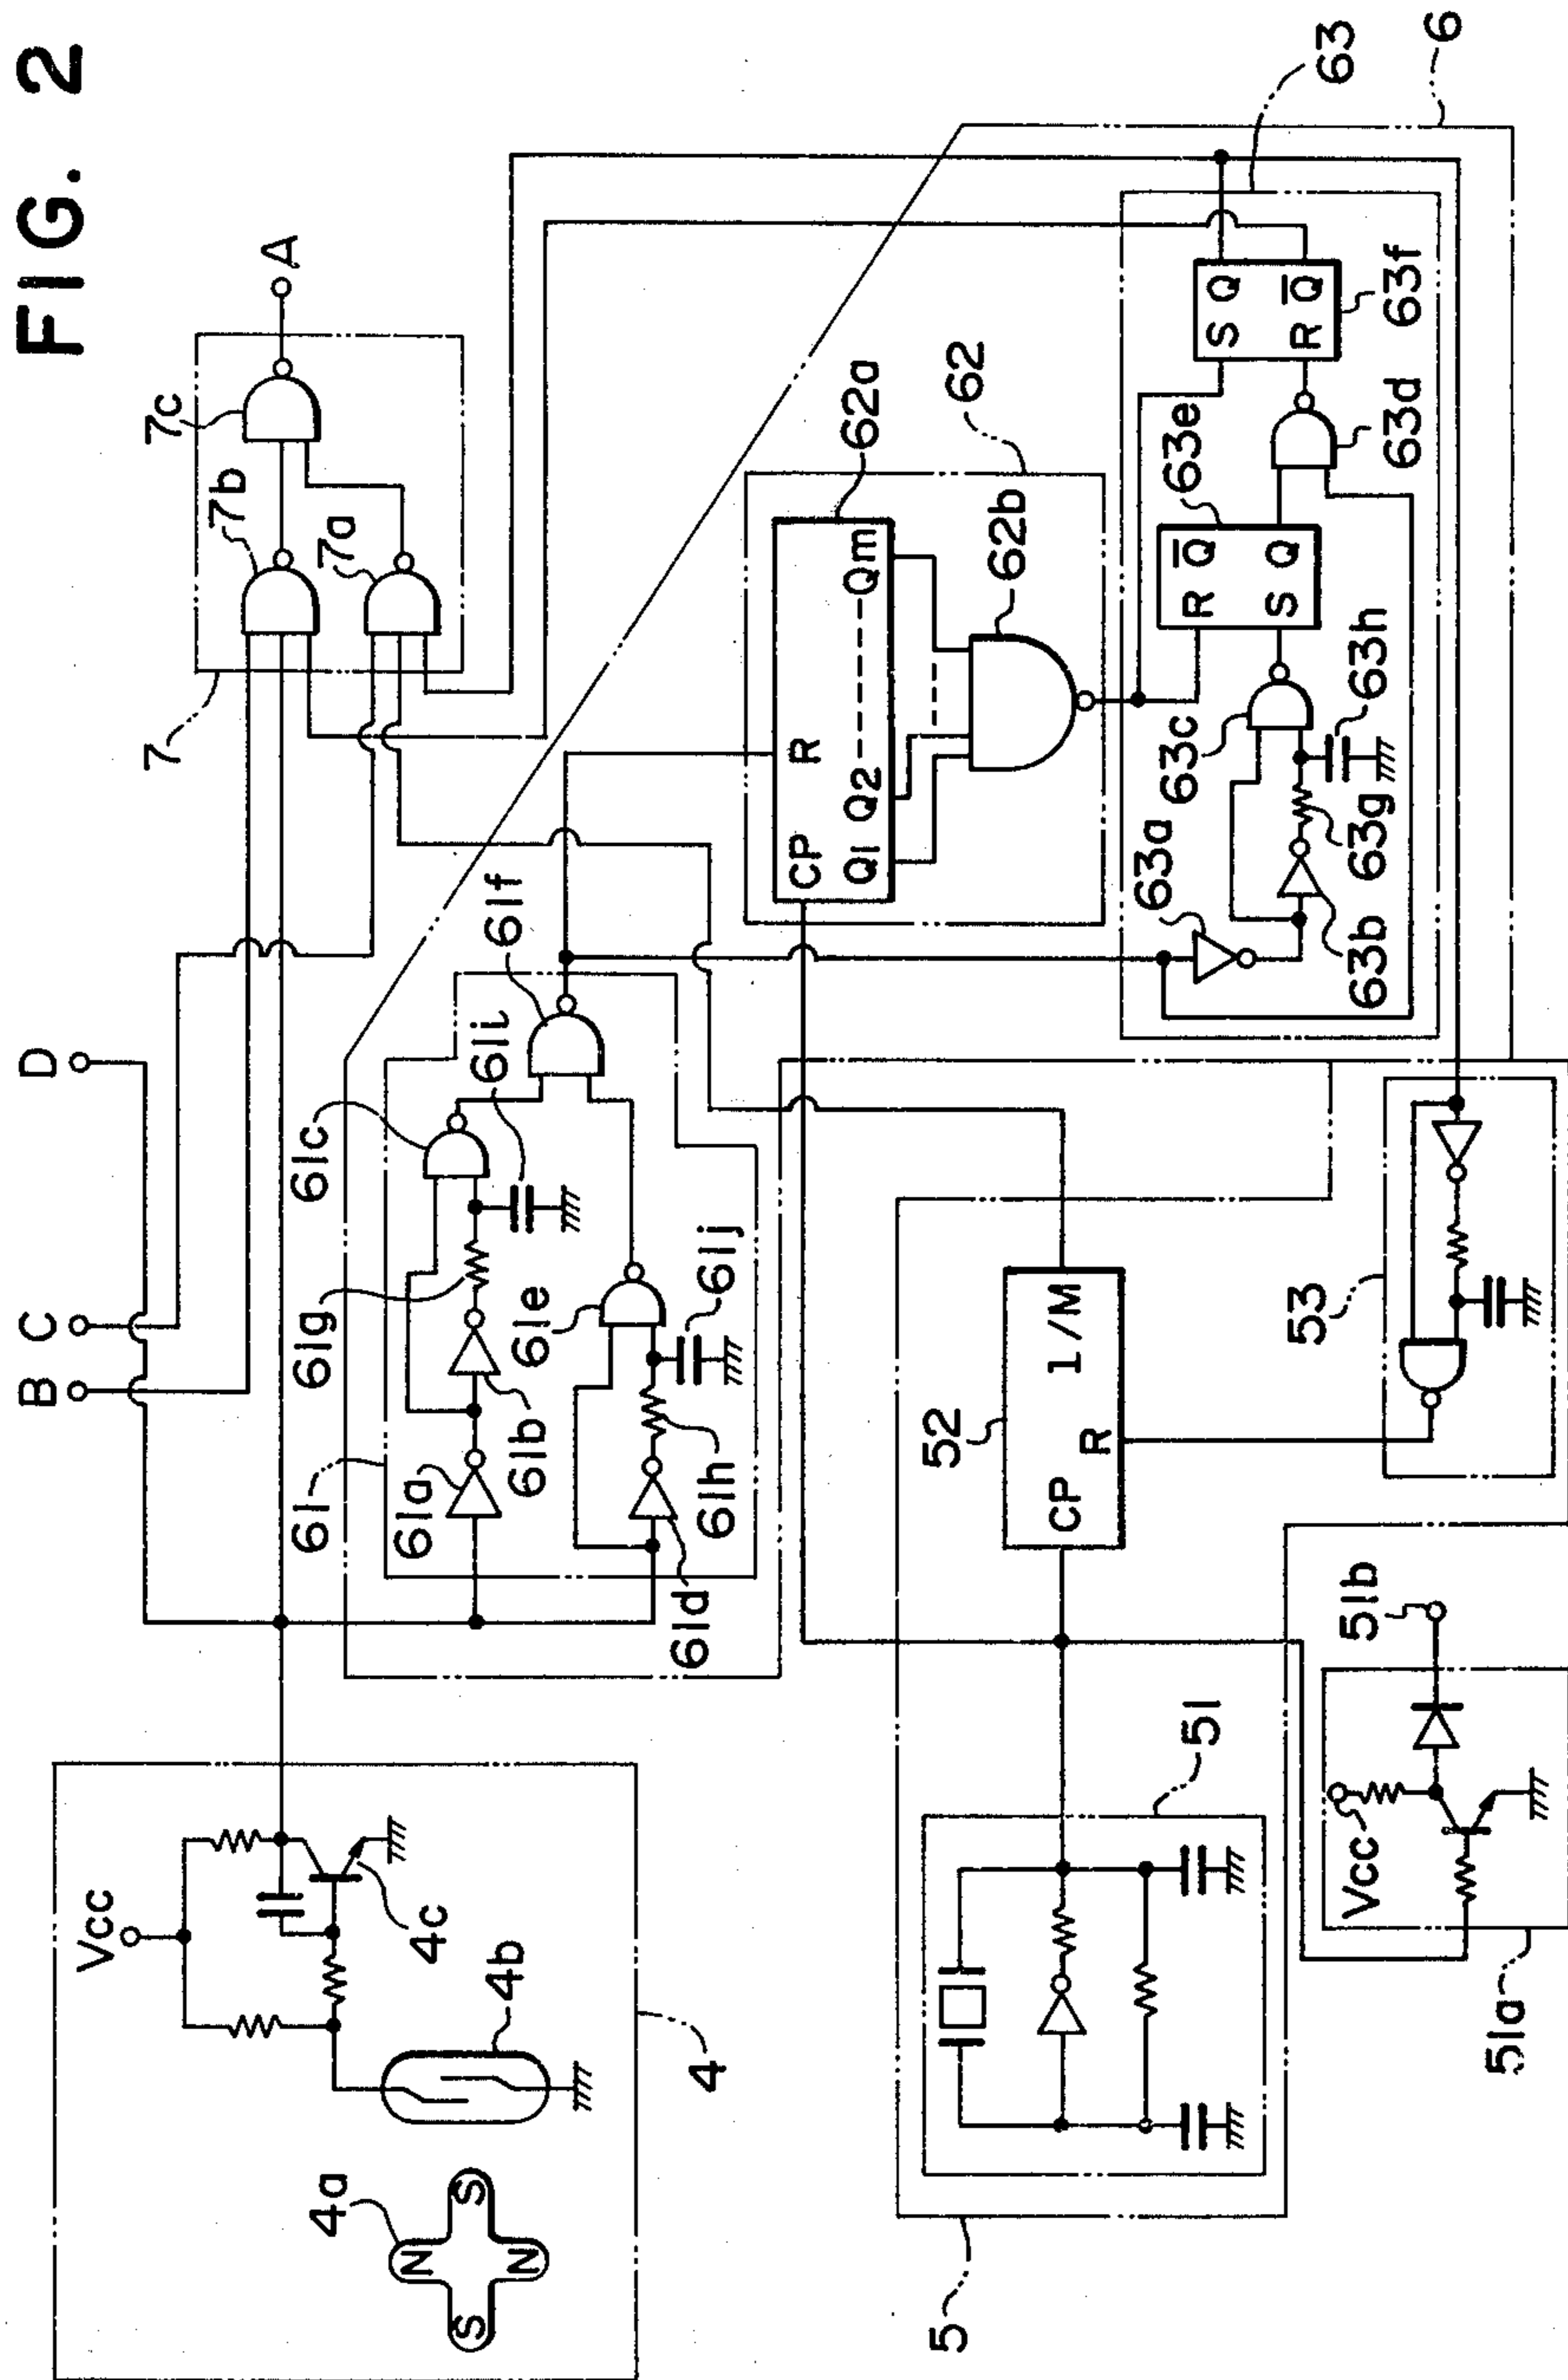 FIG. 2
A
7c
7b
7a
7
B
C
D
61
61a
61b
61c
61d
61e
61f
61g
61h
61i
61j
Vcc
4a
4b
4c
4
N
S
S
N
6
63
62
62a
62b
CP
R
Q1
Q2
Qm
63a
63b
63c
63d
63e
63f
63g
63h
R
Q
S
Q
S
Q
R
Q
52
CP
R
1/M
53
5
51
51a
51b
Vcc